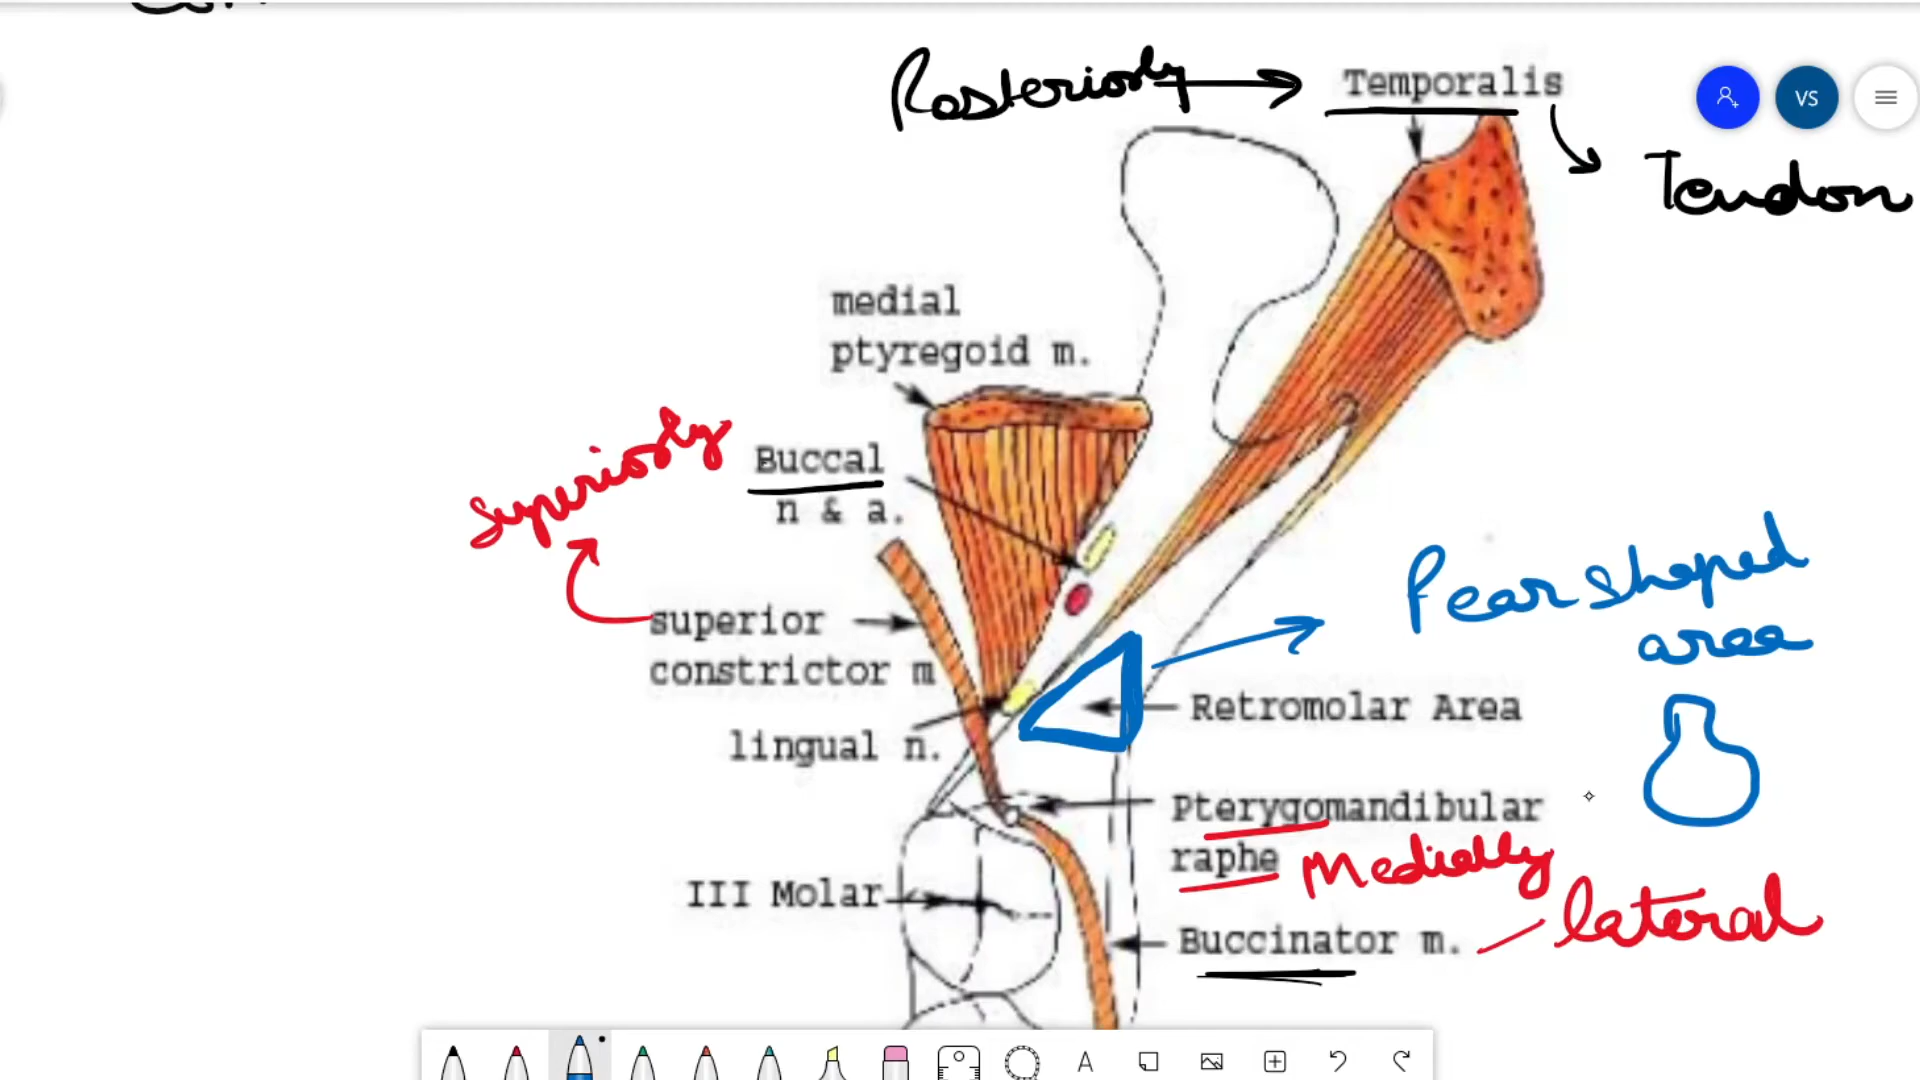 Posteriorly
Temporalis
VS
Tendon
medial
ptyregoid m.
Superiorly
Buccal
n & a.
Pear shaped
area
superior
constrictor m
Retromolar Area
lingual n.
Pterygomandibular
raphe Medially
III Molar
Buccinator m. lateral
A